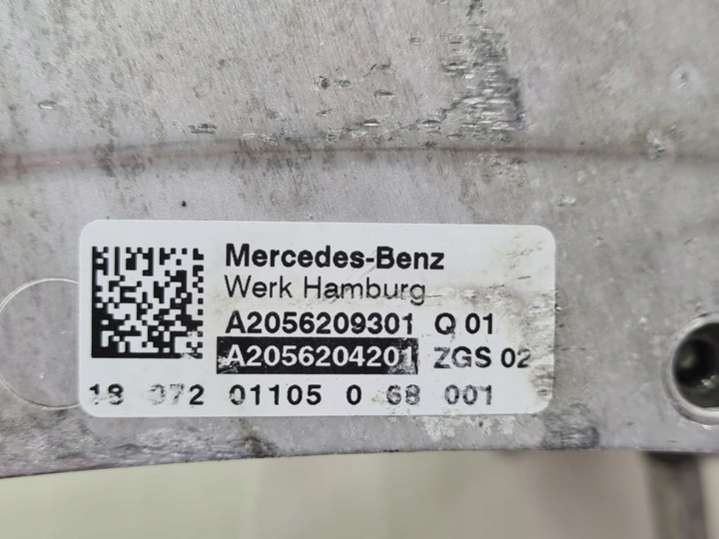 Mercedes-Benz
Werk Hamburg
A2056209301 Q 01
A2056204201 ZGS 02
18 072 01105 0 68 001